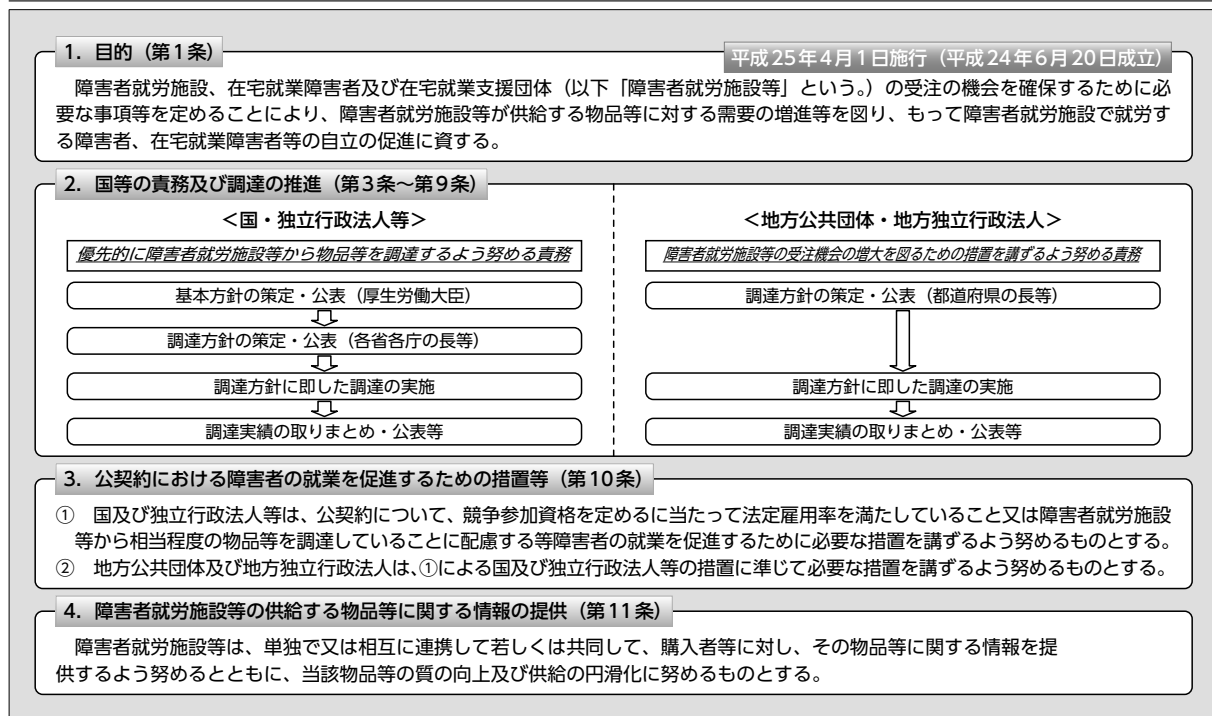 1．目的（第1条）
平成25年4月1日施行（平成24年6月20日成立）
障害者就労施設、在宅就業障害者及び在宅就業支援団体（以下「障害者就労施設等」という。）の受注の機会を確保するために必
要な事項等を定めることにより、障害者就労施設等が供給する物品等に対する需要の増進等を図り、もって障害者就労施設で就労す
る障害者、在宅就業障害者等の自立の促進に資する。
2．国等の責務及び調達の推進（第3条～第9条）
＜国・独立行政法人等＞
優先的に障害者就労施設等から物品等を調達するよう努める責務
基本方針の策定・公表（厚生労働大臣）
調達方針の策定・公表（各省各庁の長等）
調達方針に即した調達の実施
調達実績の取りまとめ・公表等
＜地方公共団体・地方独立行政法人＞
障害者就労施設等の受注機会の増大を図るための措置を講ずるよう努める責務
調達方針の策定・公表（都道府県の長等）
調達方針に即した調達の実施
調達実績の取りまとめ・公表等
3．公契約における障害者の就業を促進するための措置等（第10条）
①　国及び独立行政法人等は、公契約について、競争参加資格を定めるに当たって法定雇用率を満たしていること又は障害者就労施設
等から相当程度の物品等を調達していることに配慮する等障害者の就業を促進するために必要な措置を講ずるよう努めるものとする。
②　地方公共団体及び地方独立行政法人は、①による国及び独立行政法人等の措置に準じて必要な措置を講ずるよう努めるものとする。
4．障害者就労施設等の供給する物品等に関する情報の提供（第11条）
障害者就労施設等は、単独で又は相互に連携して若しくは共同して、購入者等に対し、その物品等に関する情報を提
供するよう努めるとともに、当該物品等の質の向上及び供給の円滑化に努めるものとする。